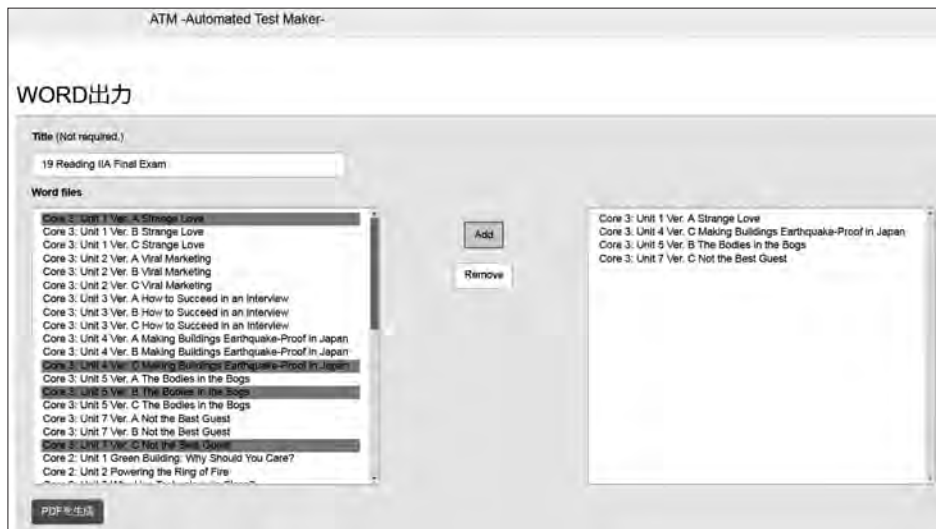 ATM -Automated Test Maker-
WORD出力
Title (Not required.)
19 Reading IIA Final Exam
Word files
Core 3: Unit 1 Ver. A Strange Love
Core 3: Unit 1 Ver. B Strange Love
Core 3: Unit 1 Ver. C Strange Love
Core 3: Unit 2 Ver. A Viral Marketing
Core 3: Unit 2 Ver. B Viral Marketing
Core 3: Unit 2 Ver. C Viral Marketing
Core 3: Unit 3 Ver. A How to Succeed in an Interview
Core 3: Unit 3 Ver. B How to Succeed in an Interview
Core 3: Unit 3 Ver. C How to Succeed in an Interview
Core 3: Unit 4 Ver. A Making Buildings Earthquake-Proof in Japan
Core 3: Unit 4 Ver. B Making Buildings Earthquake-Proof in Japan
Core 3: Unit 4 Ver. C Making Buildings Earthquake-Proof in Japan
Core 3: Unit 5 Ver. A The Bodies in the Bogs
Core 3: Unit 5 Ver. B The Bodies in the Bogs
Core 3: Unit 5 Ver. C The Bodies in the Bogs
Core 3: Unit 7 Ver. A Not the Best Guest
Core 3: Unit 7 Ver. B Not the Best Guest
Core 3: Unit 7 Ver. C Not the Best Guest
Core 2: Unit 1 Green Building: Why Should You Care?
Core 2: Unit 2 Powering the Ring of Fire
Add
Remove
Core 3: Unit 1 Ver. A Strange Love
Core 3: Unit 4 Ver. C Making Buildings Earthquake-Proof in Japan
Core 3: Unit 5 Ver. B The Bodies in the Bogs
Core 3: Unit 7 Ver. C Not the Best Guest
PDFを生成